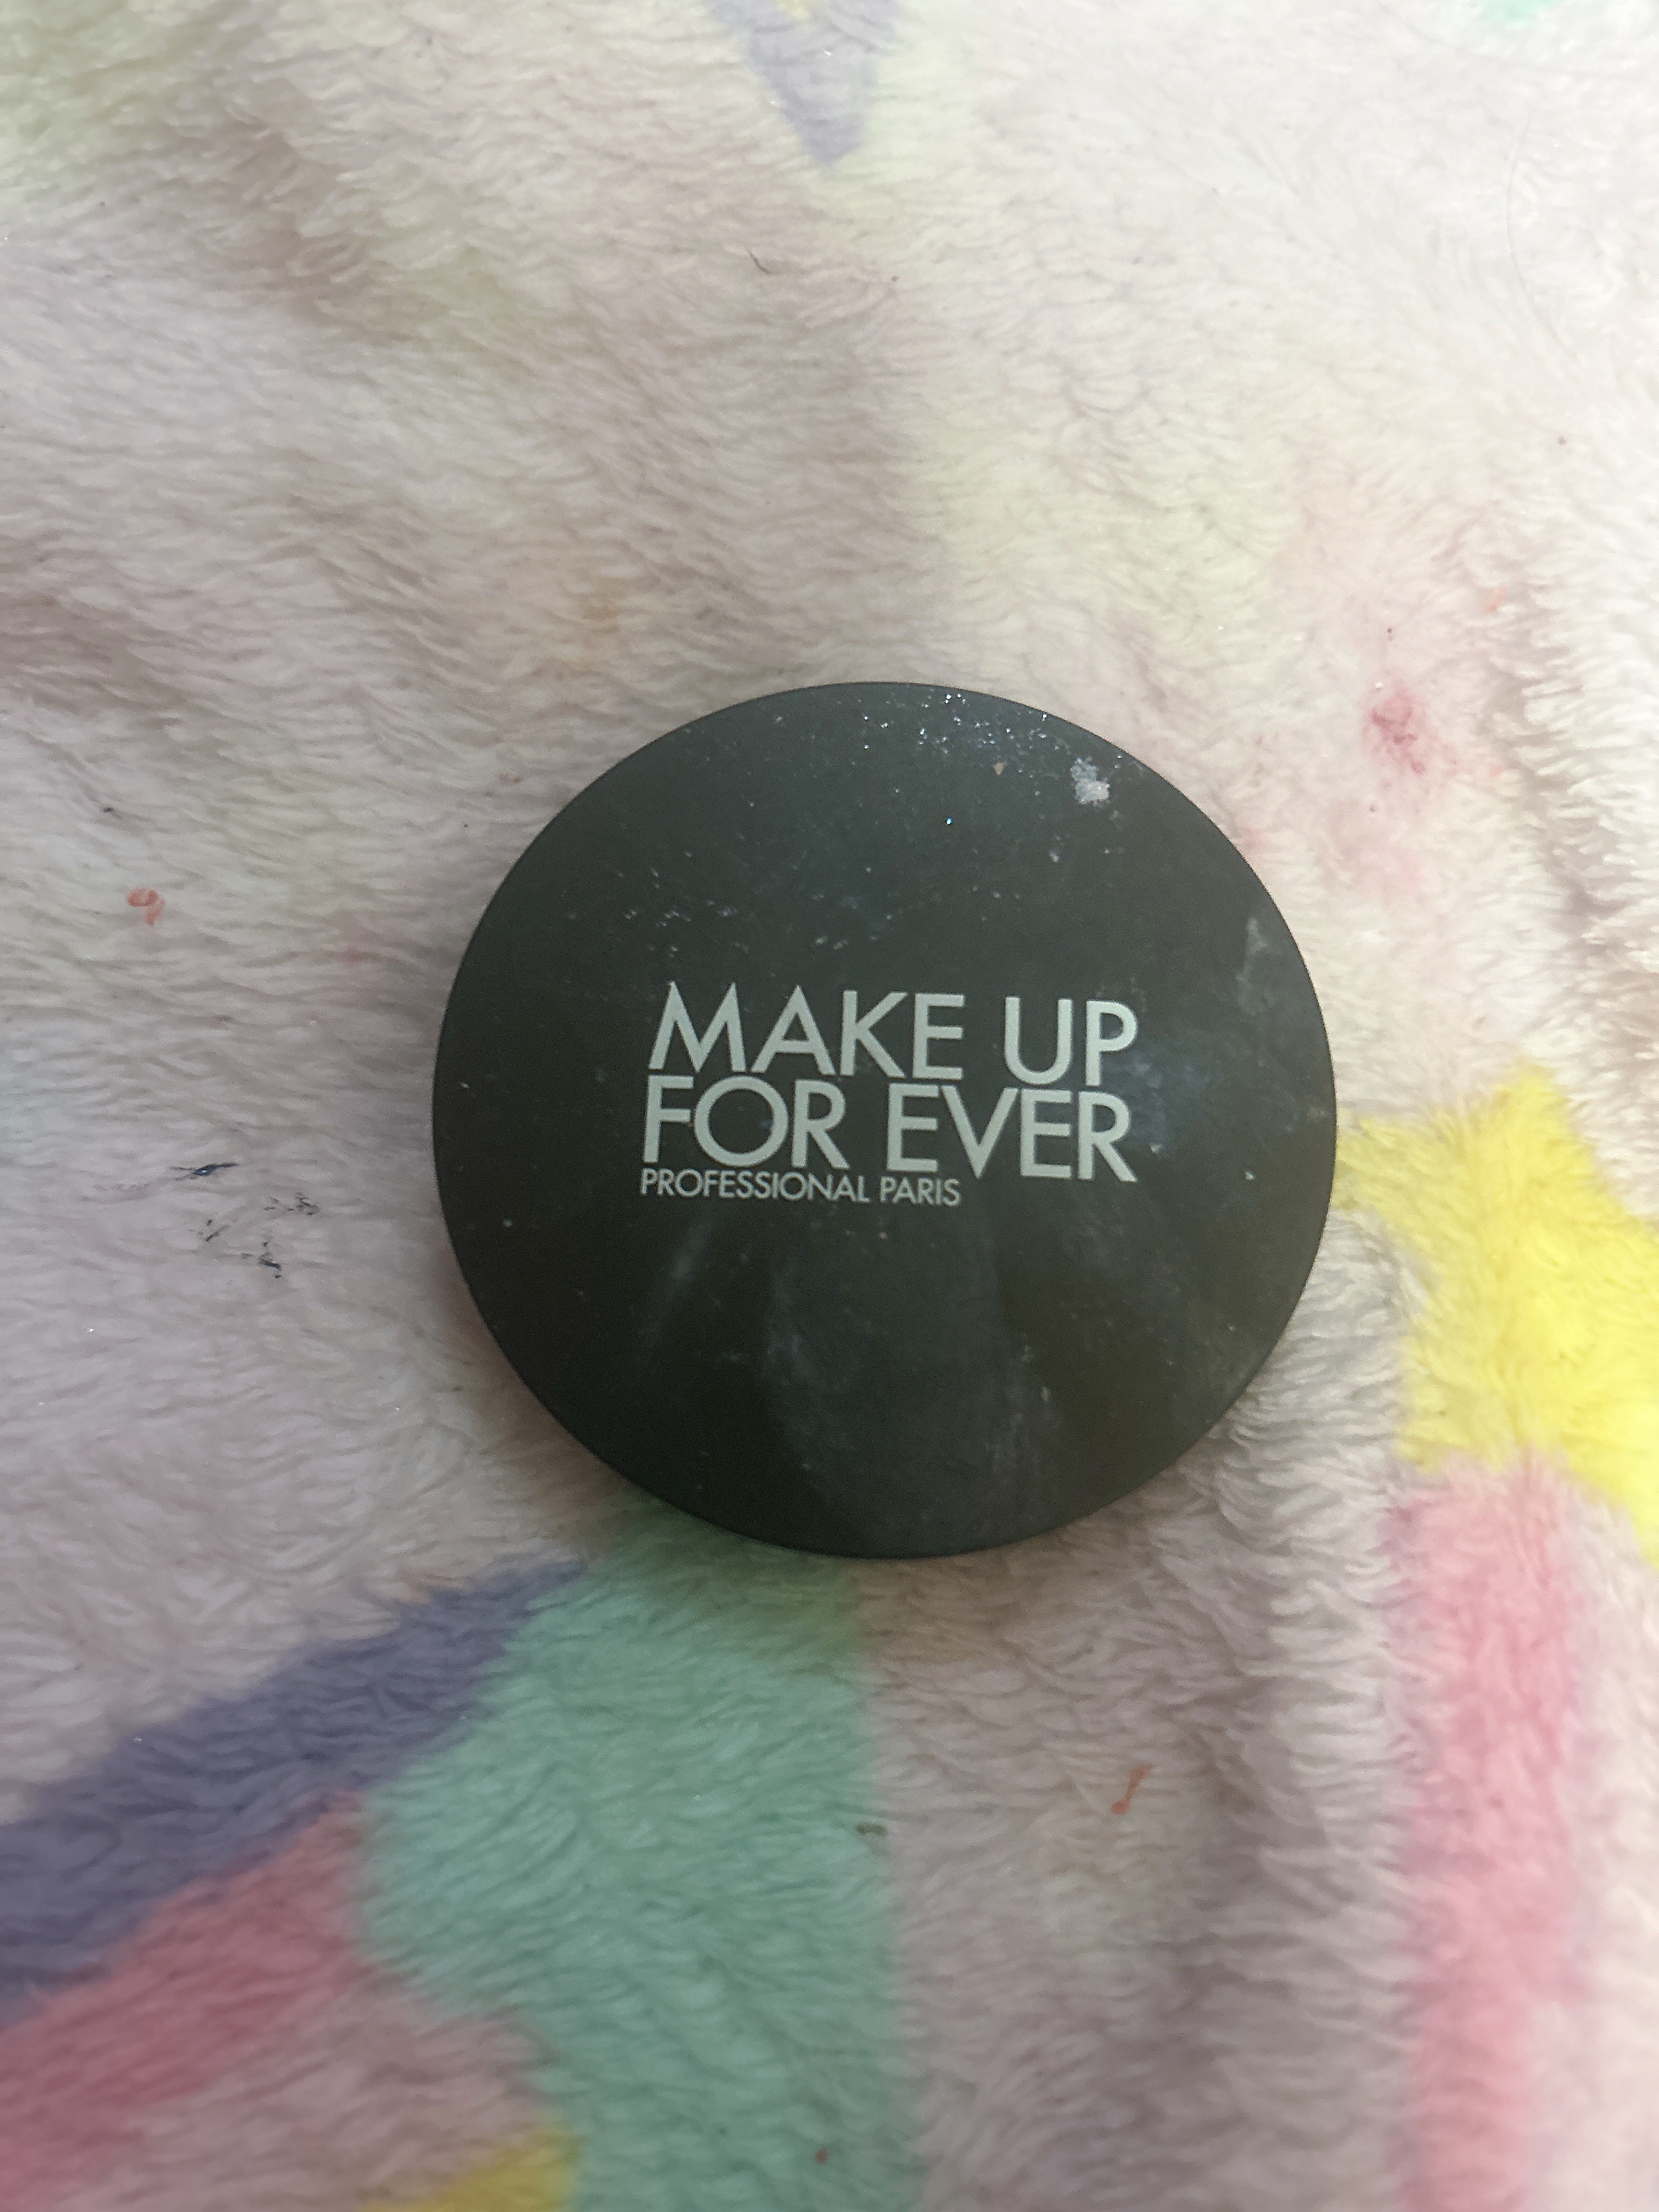 MAKE UP
FOR EVER
PROFESSIONAL PARIS